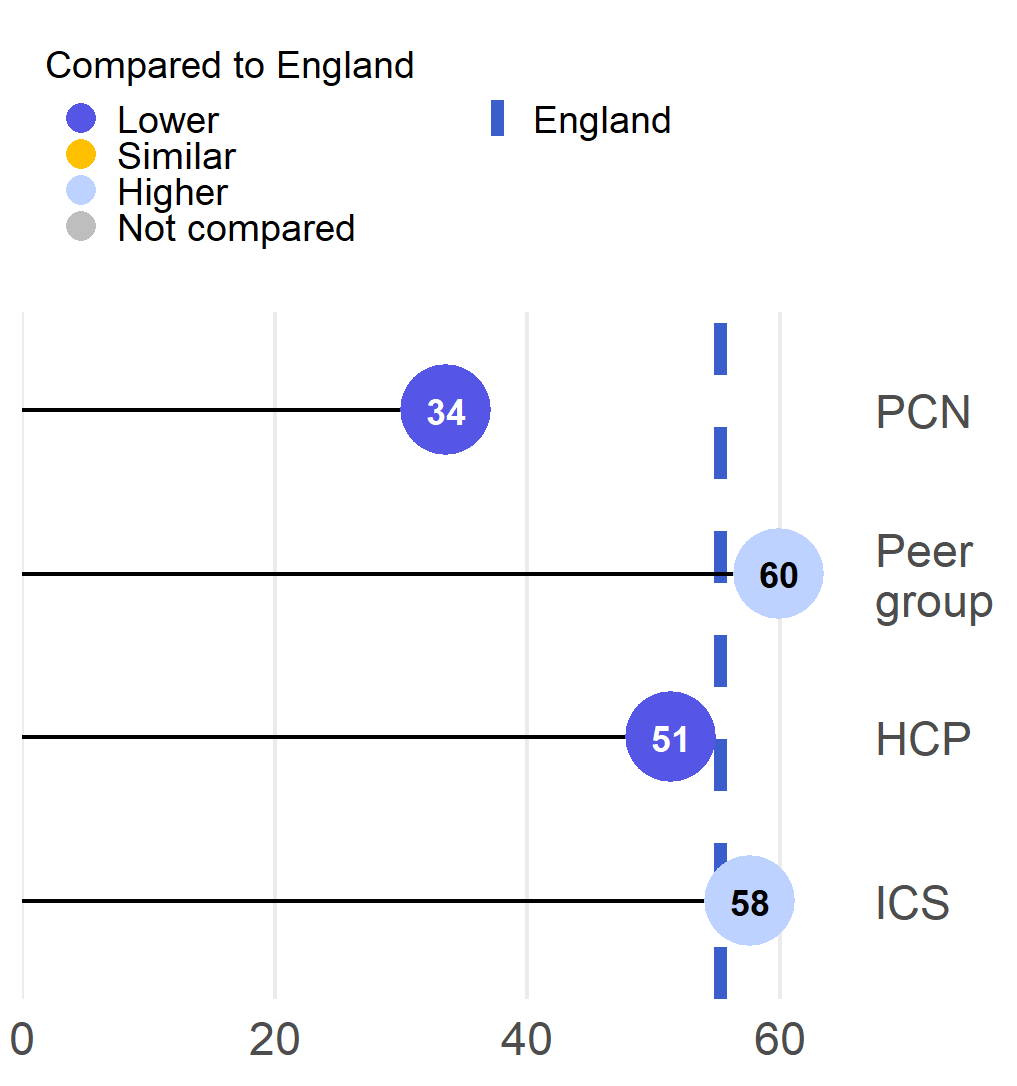 Compared to England
Lower
England
Similar
Higher
Not compared
34
PCN
60
Peer
group
51
HCP
58
ICS
0 20 40 60